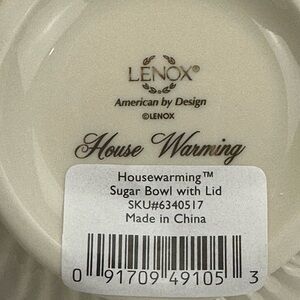 LENOX®
American by Design
©LENOX
House Warming
Housewarming™
Sugar Bowl with Lid
SKU#6340517
Made in China
0 91709 49105 3